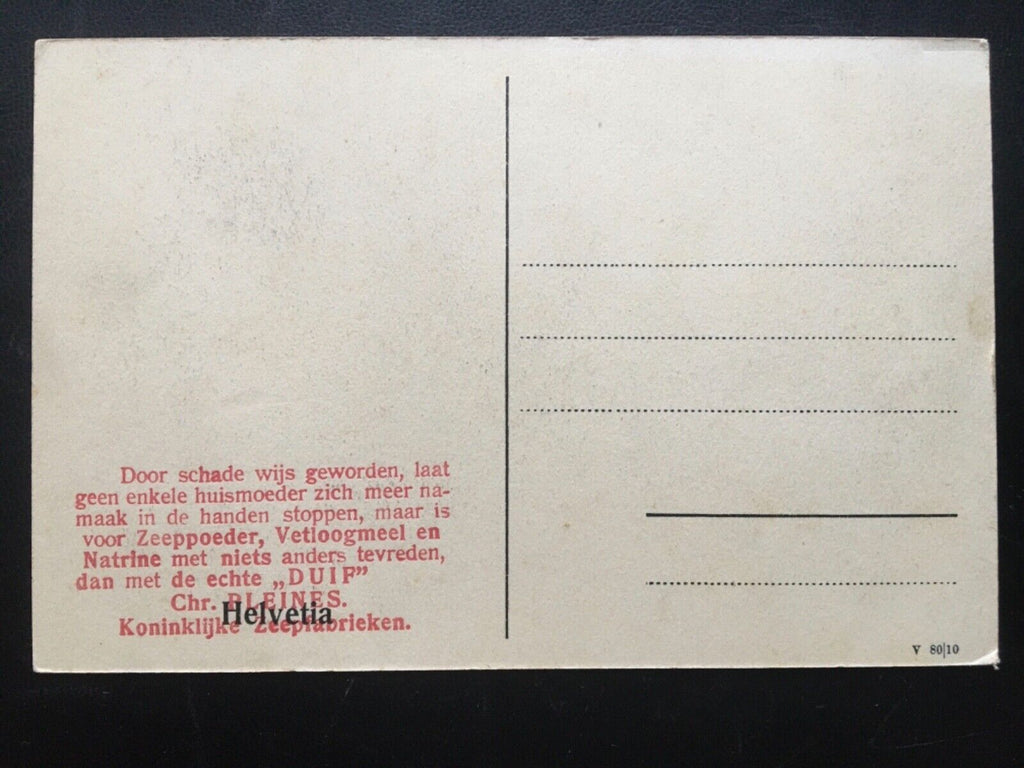 Door schade wijs geworden, laat
geen enkele huismoeder zich meer na-
maak in de handen stoppen, maar is
voor Zeeppoeder, Vetloogmeel en
Natrine met niets anders tevreden,
dan met de echte „DUIF”
Chr. PLEINES.
Helvetia
Koninklijke Zeepfabrieken.
V 80|10